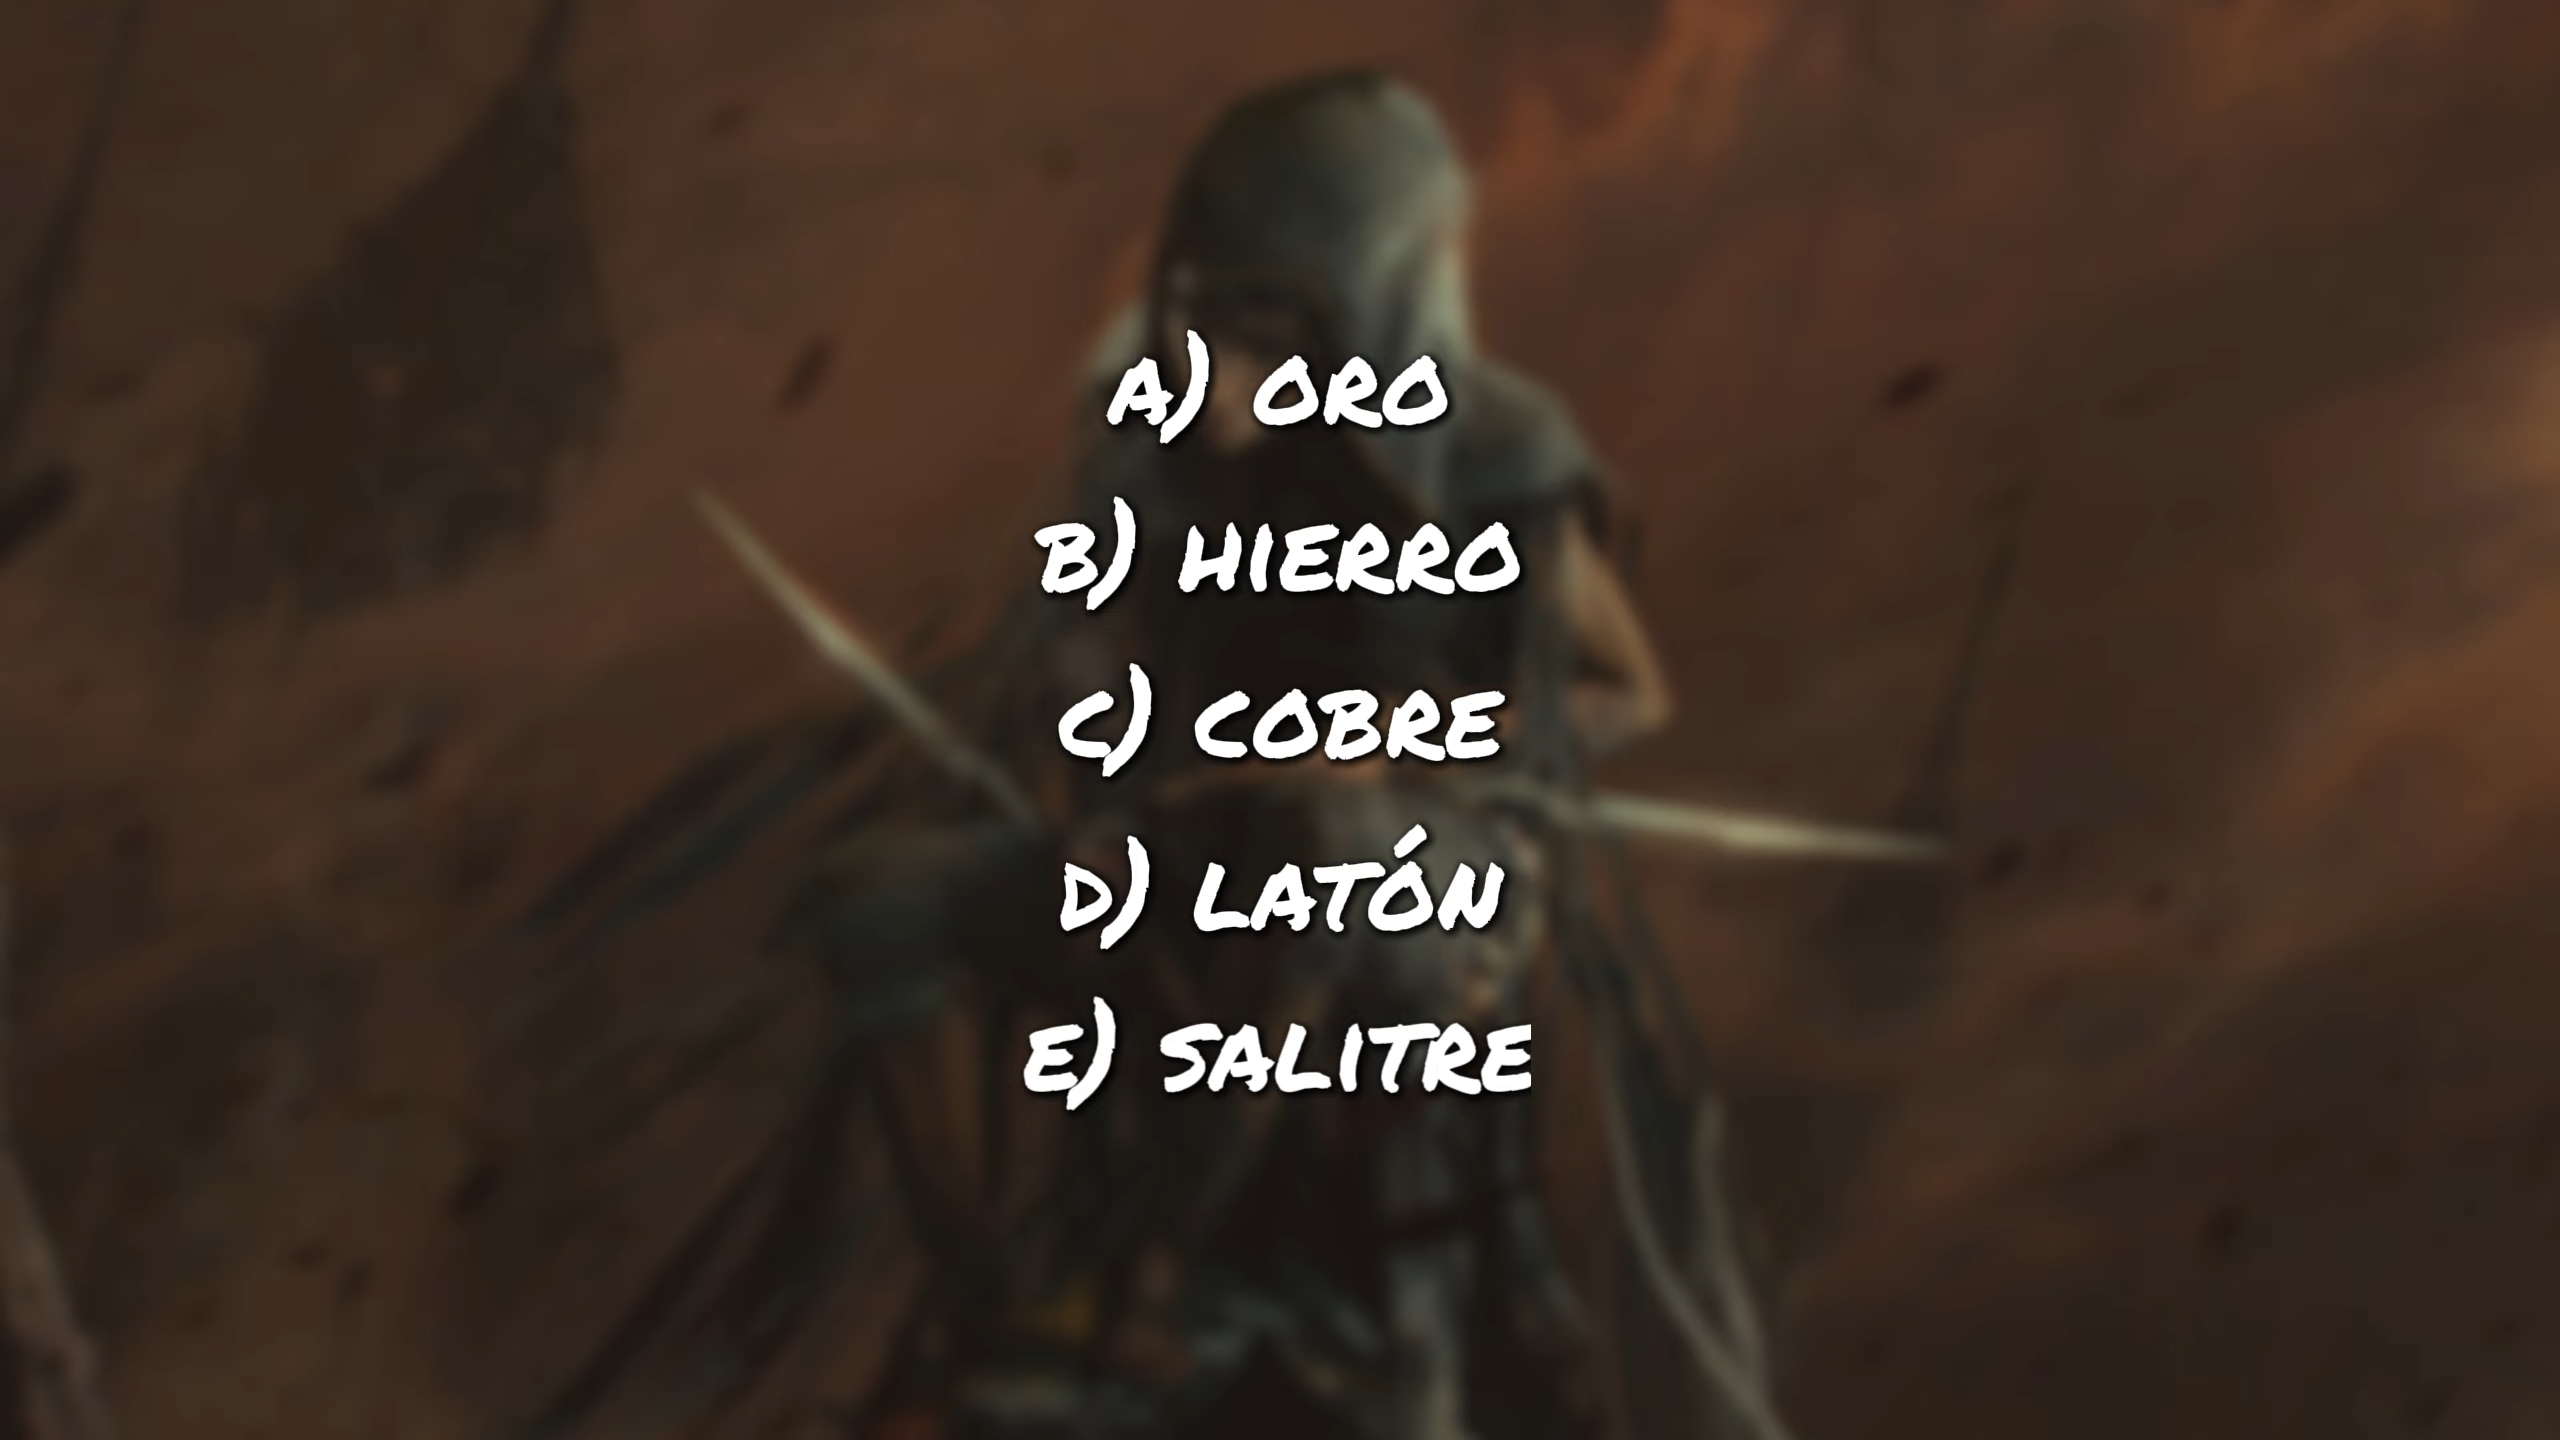 A) ORO
B) HIERRO
C) COBRE
D) LATÓN
E) SALITRE